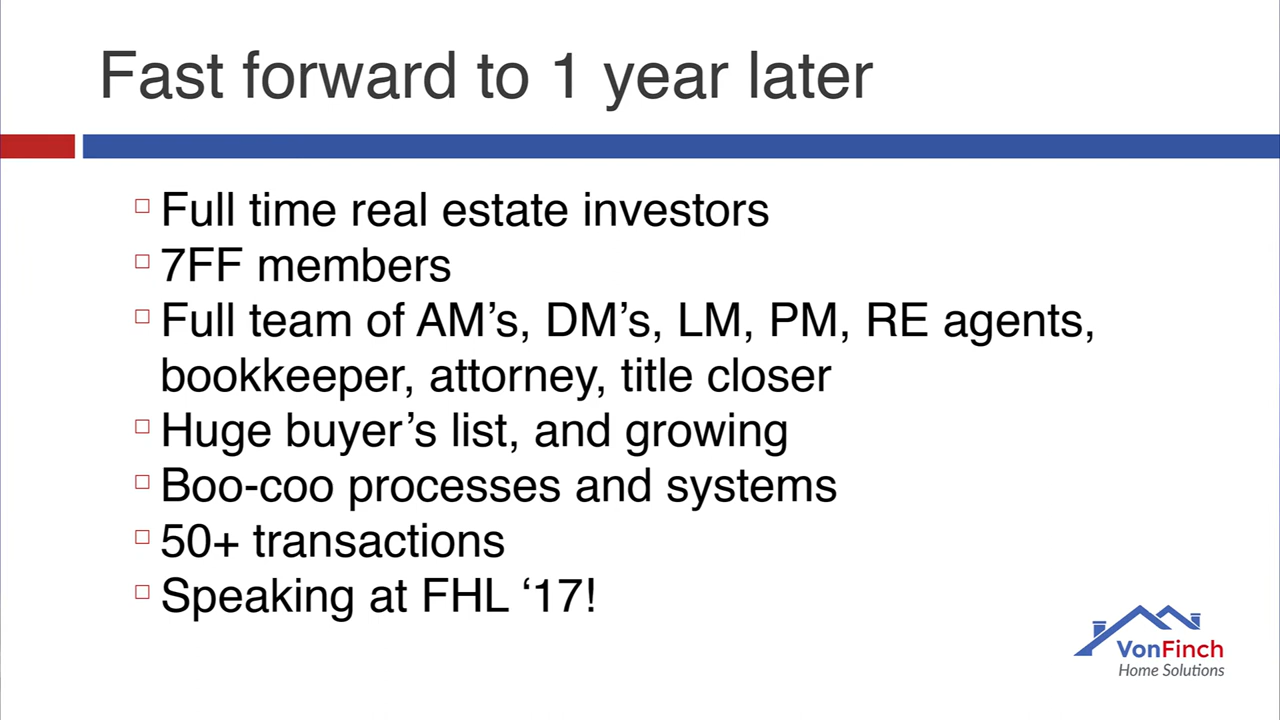 Fast forward to 1 year later
Full time real estate investors
7FF members
Full team of AM’s, DM’s, LM, PM, RE agents,
bookkeeper, attorney, title closer
Huge buyer’s list, and growing
Boo-coo processes and systems
50+ transactions
Speaking at FHL ‘17!
VonFinch
Home Solutions